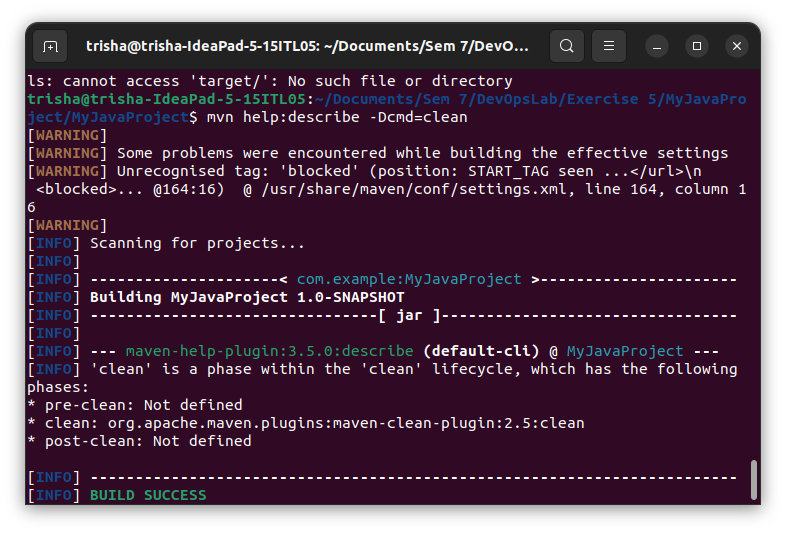 trisha@trisha-IdeaPad-5-15ITL05: ~/Documents/Sem 7/DevO...
ls: cannot access 'target/': No such file or directory
trisha@trisha-IdeaPad-5-15ITL05:~/Documents/Sem 7/DevOpsLab/Exercise 5/MyJavaPro
ject/MyJavaProject$ mvn help:describe -Dcmd=clean
[WARNING]
[WARNING] Some problems were encountered while building the effective settings
[WARNING] Unrecognised tag: 'blocked' (position: START_TAG seen ...</url>\n
 <blocked>... @164:16)  @ /usr/share/maven/conf/settings.xml, line 164, column 1
6
[WARNING]
[INFO] Scanning for projects...
[INFO]
[INFO] ---------------------< com.example:MyJavaProject >----------------------
[INFO] Building MyJavaProject 1.0-SNAPSHOT
[INFO] --------------------------------[ jar ]---------------------------------
[INFO]
[INFO] --- maven-help-plugin:3.5.0:describe (default-cli) @ MyJavaProject ---
[INFO] 'clean' is a phase within the 'clean' lifecycle, which has the following
phases:
* pre-clean: Not defined
* clean: org.apache.maven.plugins:maven-clean-plugin:2.5:clean
* post-clean: Not defined
[INFO] ------------------------------------------------------------------------
[INFO] BUILD SUCCESS